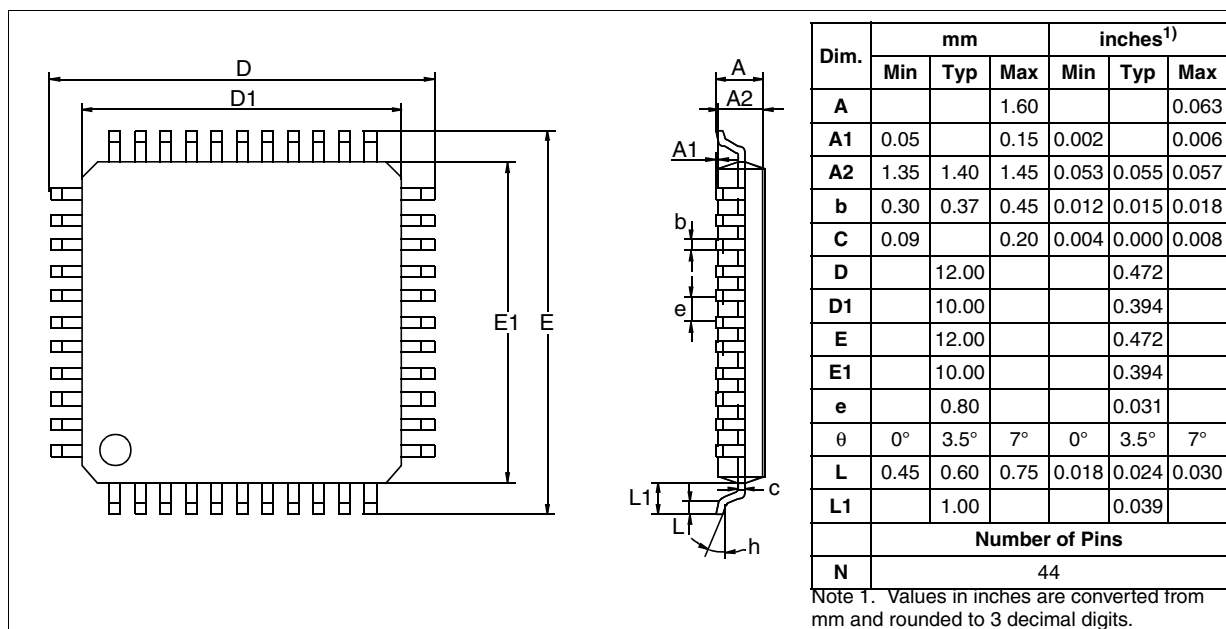 D
D1
A
A2
A1
b
e
E1
E
L1
c
L
h
Dim. mm inches1)
Min Typ Max Min Typ Max
A 1.60 0.063
A1 0.05 0.15 0.002 0.006
A2 1.35 1.40 1.45 0.053 0.055 0.057
b 0.30 0.37 0.45 0.012 0.015 0.018
C 0.09 0.20 0.004 0.000 0.008
D 12.00 0.472
D1 10.00 0.394
E 12.00 0.472
E1 10.00 0.394
e 0.80 0.031
θ 0° 3.5° 7° 0° 3.5° 7°
L 0.45 0.60 0.75 0.018 0.024 0.030
L1 1.00 0.039
Number of Pins
N 44
Note 1. Values in inches are converted from
mm and rounded to 3 decimal digits.